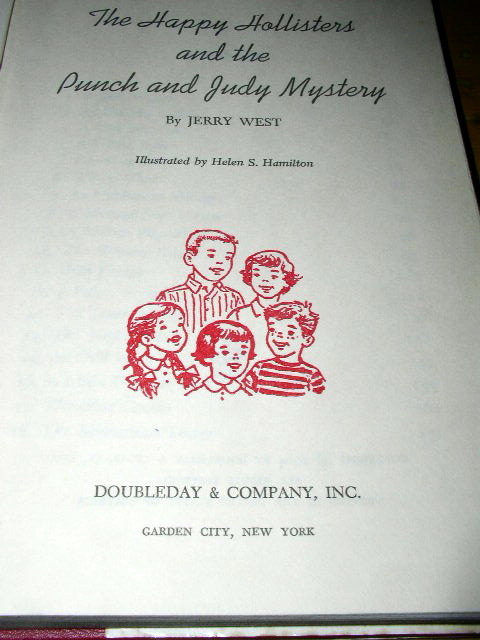 The Happy Hollisters
and the
Punch and Judy Mystery
By JERRY WEST
Illustrated by Helen S. Hamilton
DOUBLEDAY & COMPANY, INC.
GARDEN CITY, NEW YORK